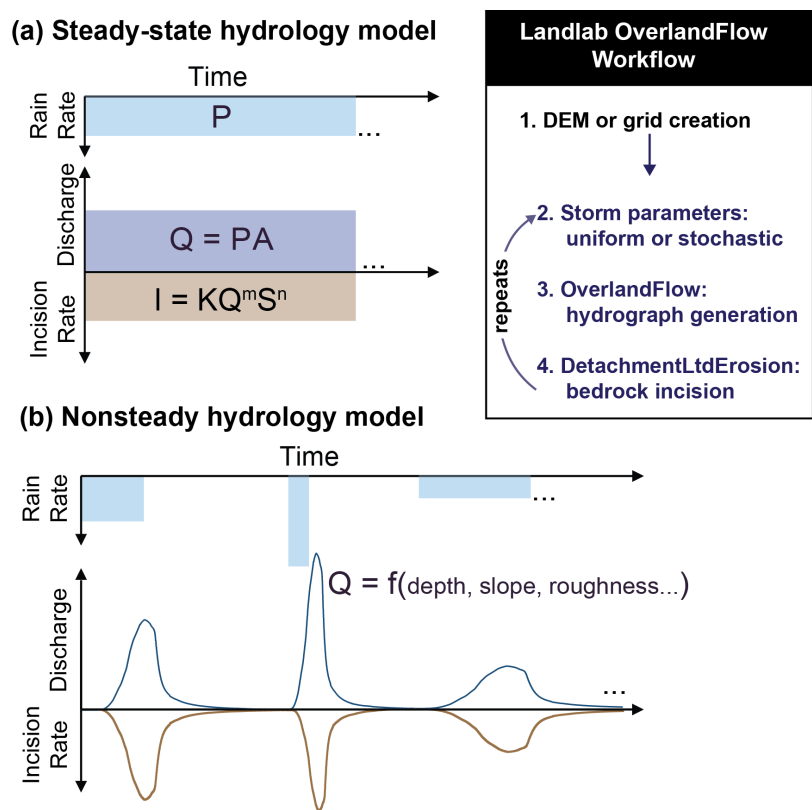 (a) Steady-state hydrology model
Time
Rain
Rate
P
...
Discharge
Q = PA
...
Incision
Rate
I = KQᵐSⁿ
Landlab OverlandFlow
Workflow
1. DEM or grid creation
2. Storm parameters:
uniform or stochastic
3. OverlandFlow:
hydrograph generation
4. DetachmentLtdErosion:
bedrock incision
repeats
(b) Nonsteady hydrology model
Time
Rain
Rate
...
Q = f(depth, slope, roughness...)
Discharge
...
Incision
Rate